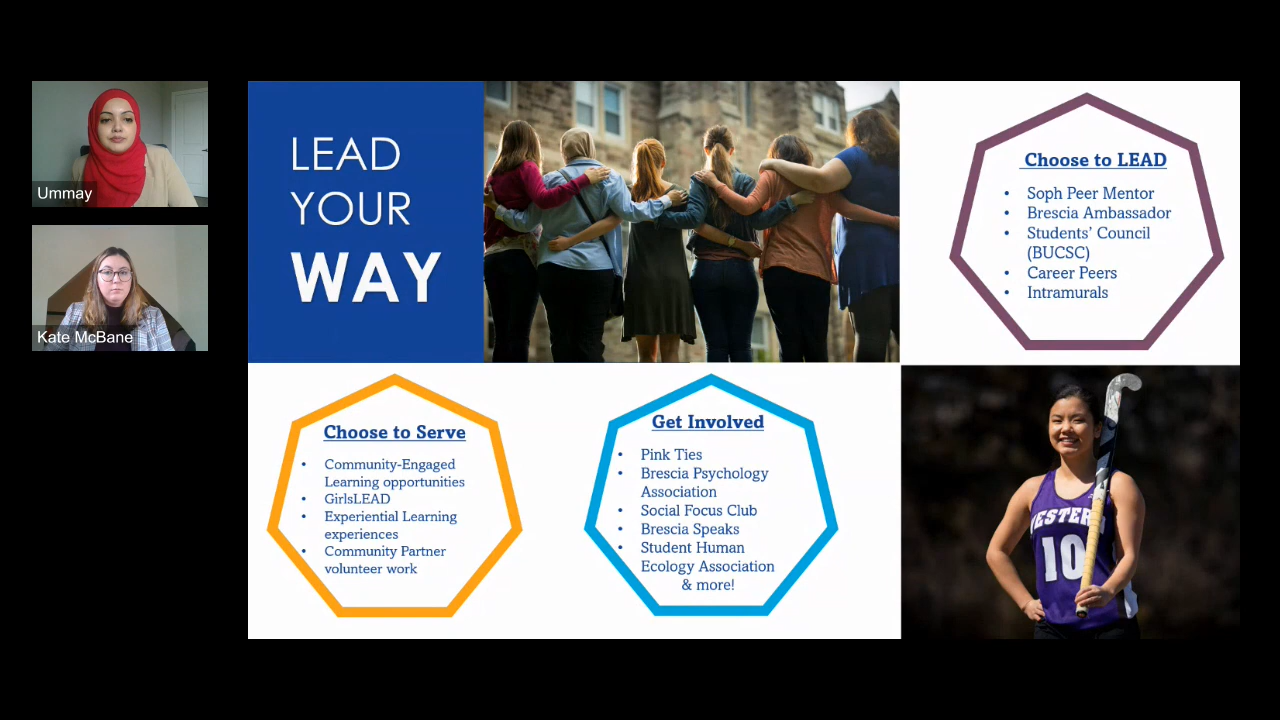 Ummay
Kate McBane
LEAD
YOUR
WAY
Choose to LEAD
• Soph Peer Mentor
• Brescia Ambassador
• Students' Council
(BUCSC)
• Career Peers
• Intramurals
Choose to Serve
• Community-Engaged
Learning opportunities
• GirlsLEAD
• Experiential Learning
experiences
• Community Partner
volunteer work
Get Involved
• Pink Ties
• Brescia Psychology
Association
• Social Focus Club
• Brescia Speaks
• Student Human
Ecology Association
& more!
WESTERN
10